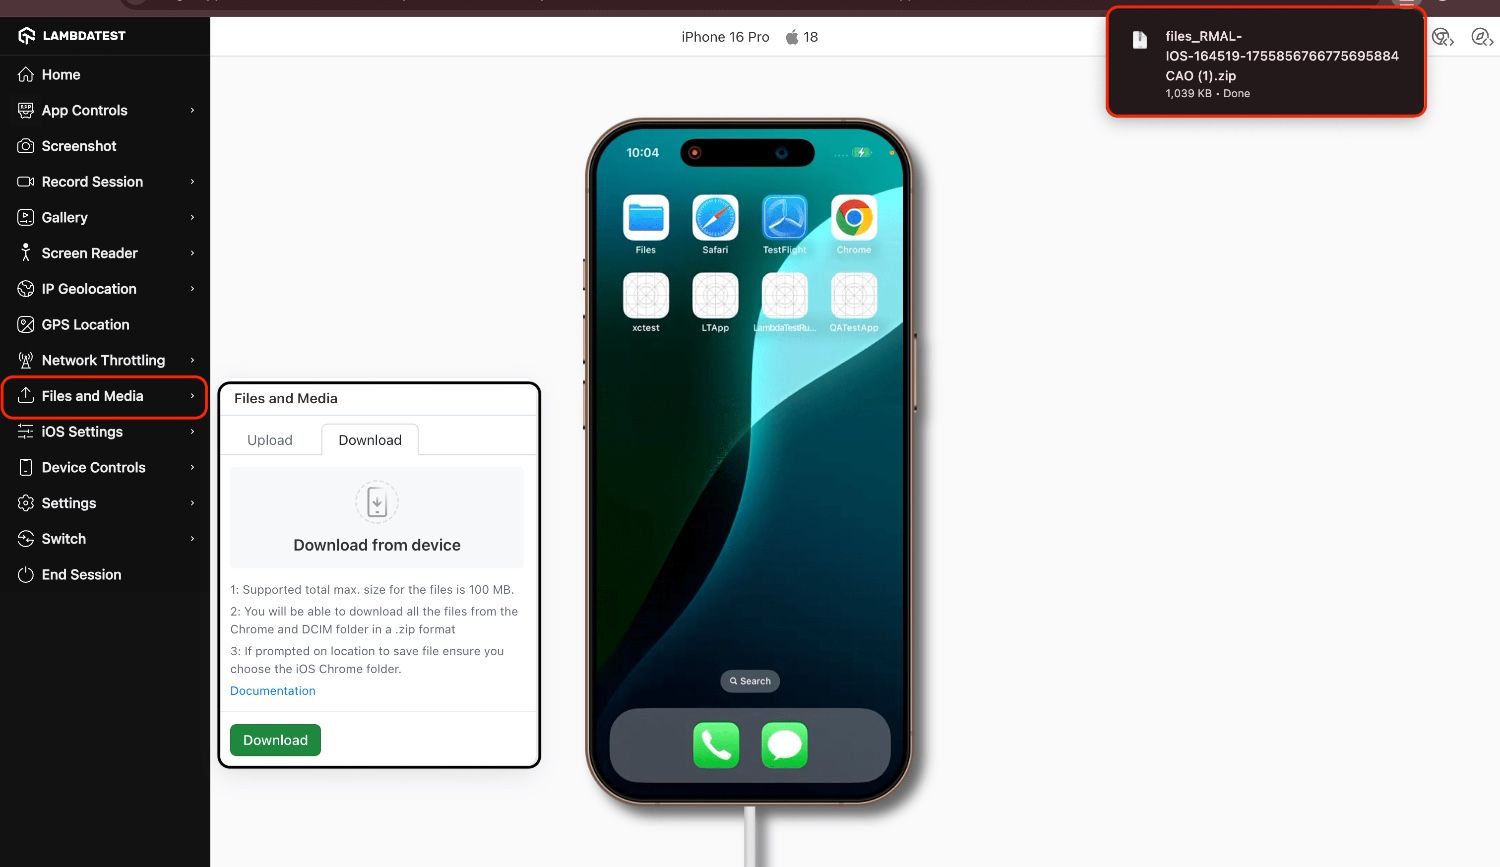 LAMBDATEST
Home
App Controls
Screenshot
Record Session
Gallery
Screen Reader
IP Geolocation
GPS Location
Network Throttling
Files and Media
iOS Settings
Device Controls
Settings
Switch
End Session
iPhone 16 Pro 18
files_RMAL-
IOS-164519-1755856766775695884
CAO (1).zip
1,039 KB • Done
Files and Media
Upload Download
Download from device
1: Supported total max. size for the files is 100 MB.
2: You will be able to download all the files from the
Chrome and DCIM folder in a .zip format
3: If prompted on location to save file ensure you
choose the iOS Chrome folder.
Documentation
Download
10:04
Files Safari TestFlight Chrome
xctest LTApp LambdaTestRu... QATestApp
Search